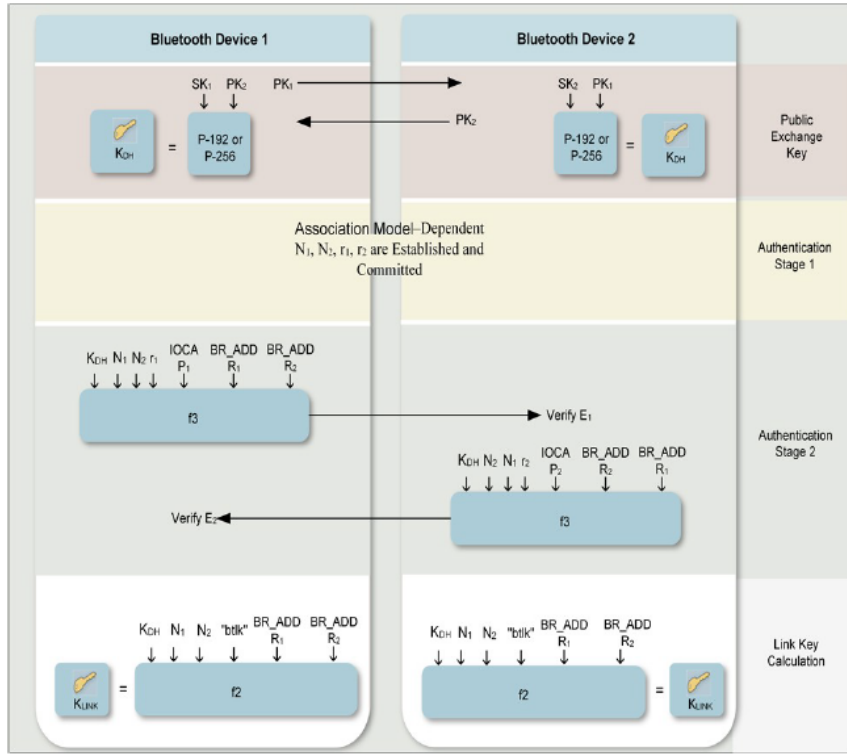 Bluetooth Device 1
Bluetooth Device 2
SK₁ PK₂ PK₁
SK₂ PK₁
PK₂
P-192 or
P-256
=
KDH
P-192 or
P-256
=
KDH
Public
Exchange
Key
Association Model–Dependent
N₁, N₂, r₁, r₂ are Established and
Committed
Authentication
Stage 1
KDH N₁ N₂ r₁ IOCA
P₁ BR_ADD
R₁ BR_ADD
R₂
f3
Verify E₁
Authentication
Stage 2
KDH N₂ N₁ r₂ IOCA
P₂ BR_ADD
R₂ BR_ADD
R₁
f3
Verify E₂
KDH N₁ N₂ "btlk" BR_ADD
R₁ BR_ADD
R₂
KLINK
=
f2
KDH N₁ N₂ "btlk" BR_ADD
R₁ BR_ADD
R₂
f2
=
KLINK
Link Key
Calculation